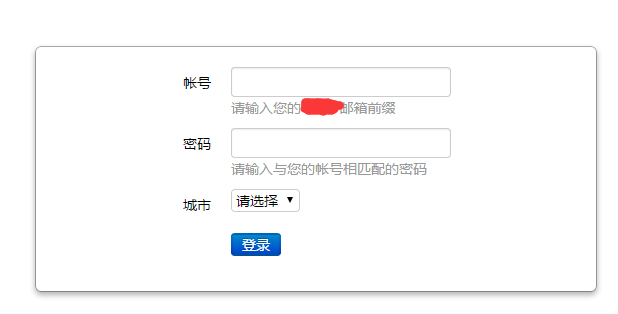 帐号
请输入您的 邮箱前缀
密码
请输入与您的帐号相匹配的密码
城市 请选择
登录